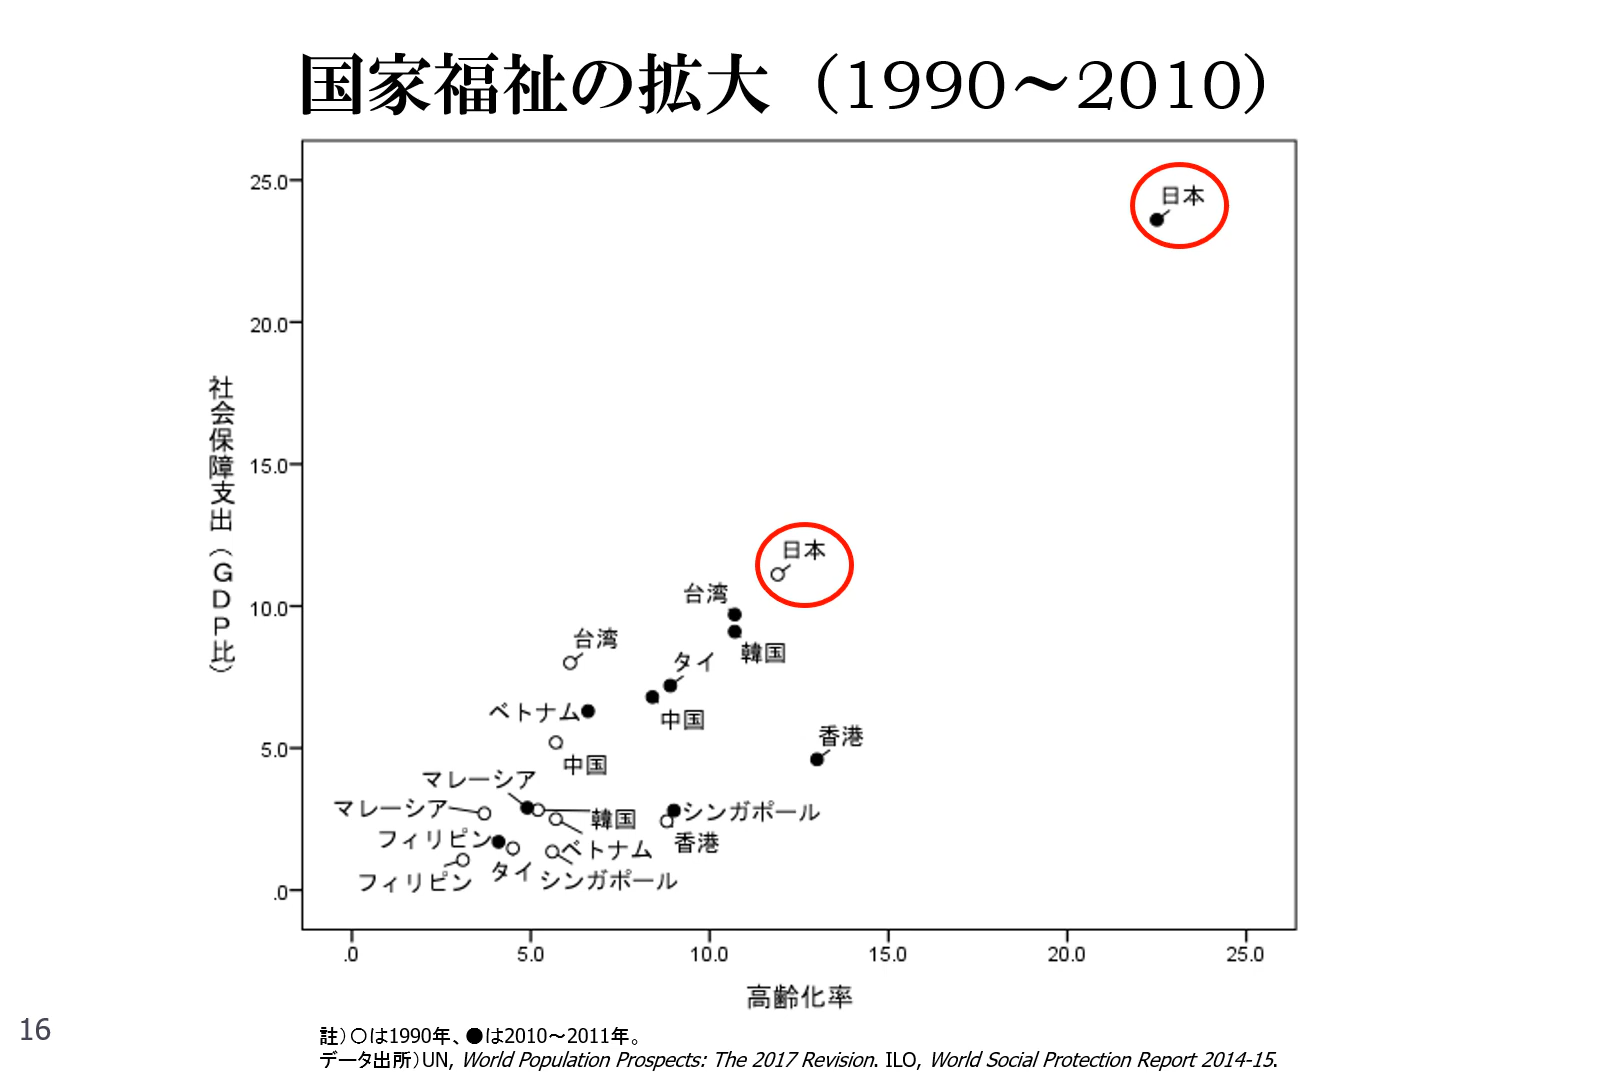 国家福祉の拡大（1990～2010）
25.0
20.0
15.0
10.0
5.0
.0
社会保障支出（GDP比）
日本
日本
台湾
韓国
台湾
タイ
中国
ベトナム
香港
中国
マレーシア
マレーシア
韓国
シンガポール
フィリピン
香港
ベトナム
タイ
シンガポール
フィリピン
.0
5.0
10.0
15.0
20.0
25.0
高齢化率
16
註）○は1990年、●は2010～2011年。
データ出所）UN, World Population Prospects: The 2017 Revision. ILO, World Social Protection Report 2014-15.